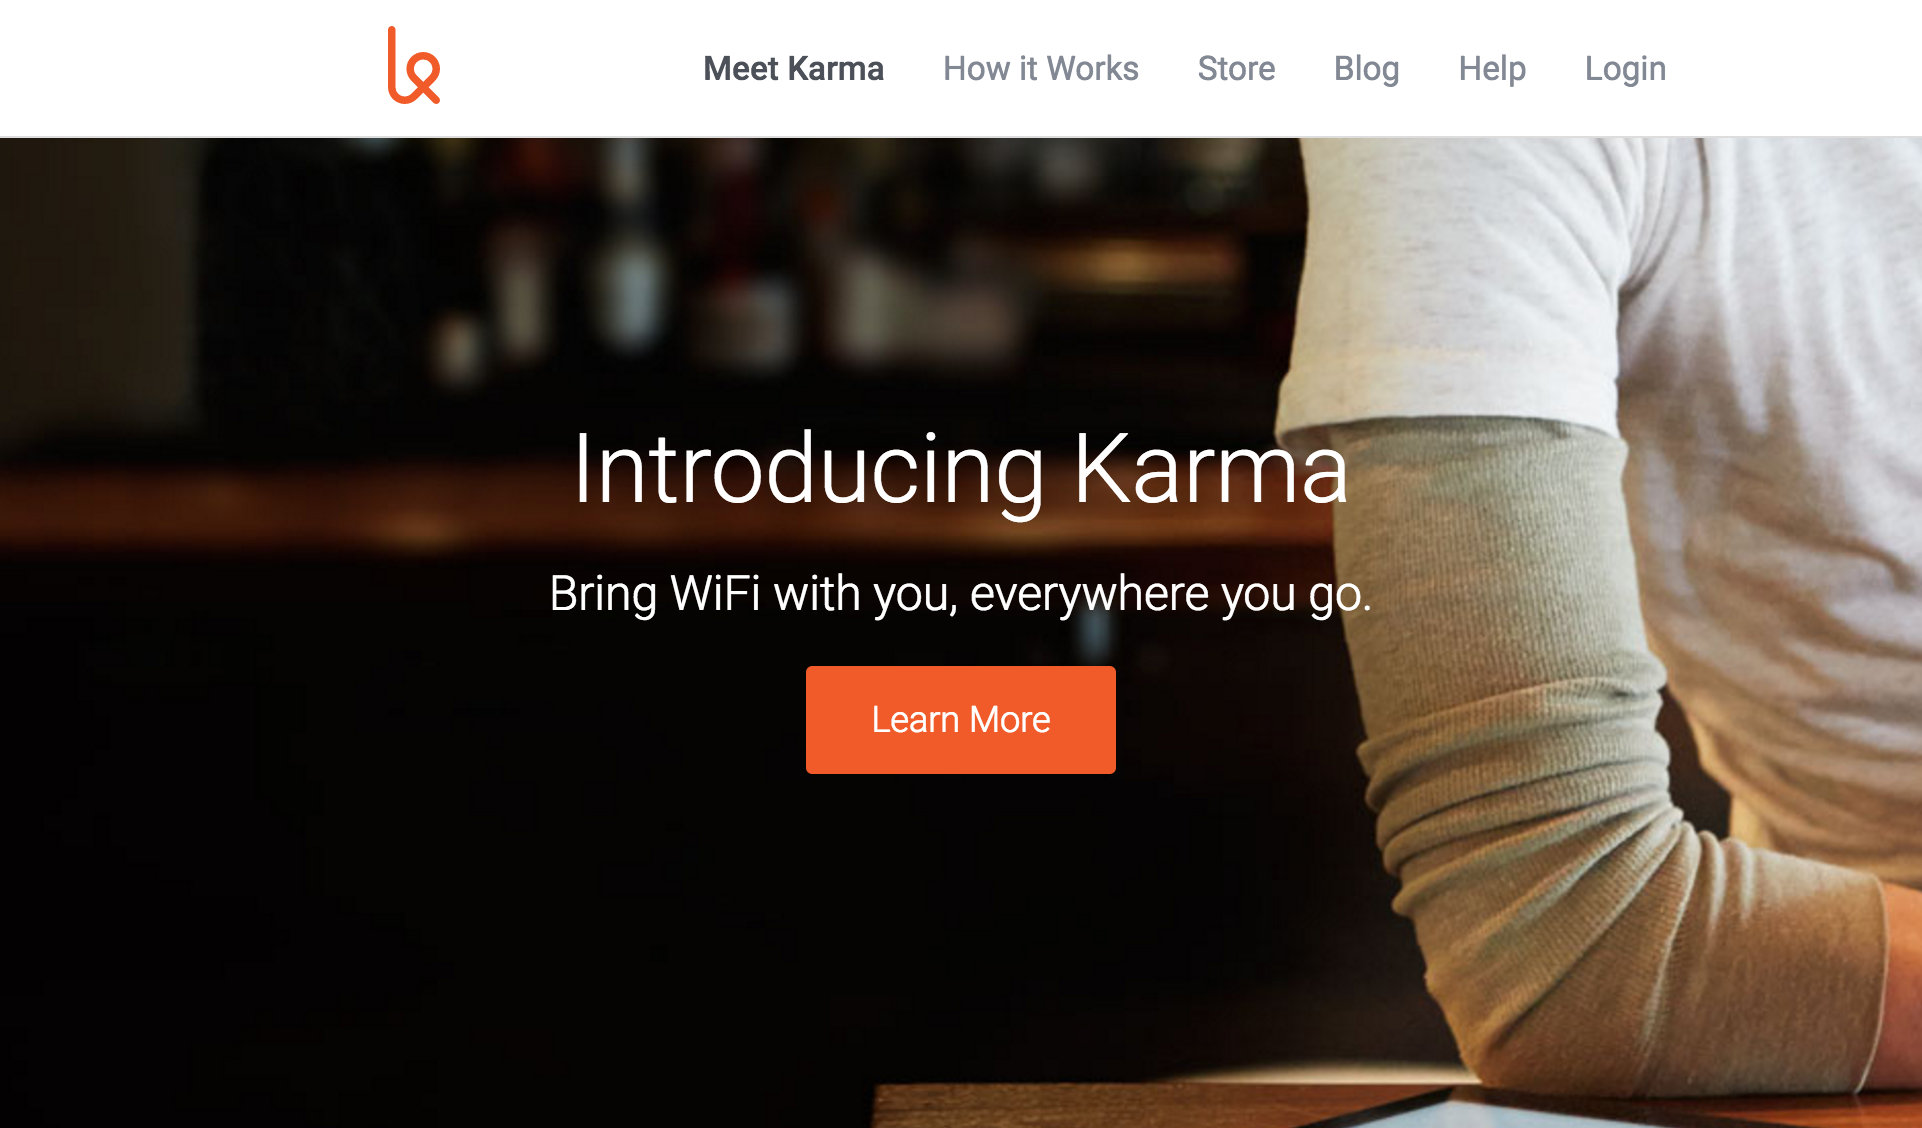 Meet Karma How it Works Store Blog Help Login
Introducing Karma
Bring WiFi with you, everywhere you go.
Learn More